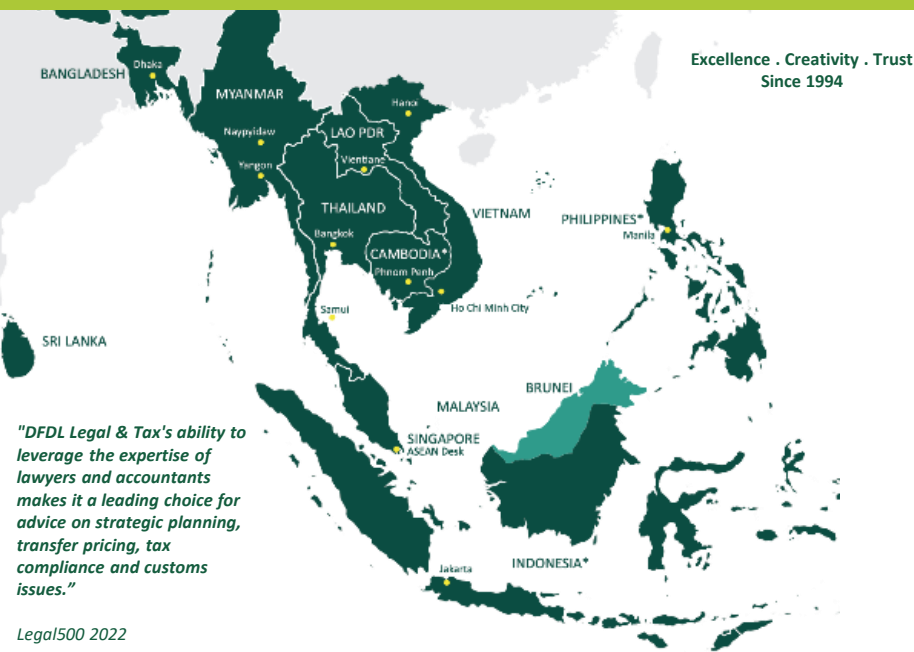 Excellence . Creativity . Trust
Since 1994
BANGLADESH
Dhaka
MYANMAR
Hanoi
Naypyidaw
LAO PDR
Yangon
Vientiane
THAILAND
VIETNAM
PHILIPPINES*
Manila
Bangkok
CAMBODIA*
Phnom Penh
Samui
Ho Chi Minh City
SRI LANKA
BRUNEI
MALAYSIA
SINGAPORE
ASEAN Desk
"DFDL Legal & Tax's ability to
leverage the expertise of
lawyers and accountants
makes it a leading choice for
advice on strategic planning,
transfer pricing, tax
compliance and customs
issues.”
INDONESIA*
Jakarta
Legal500 2022